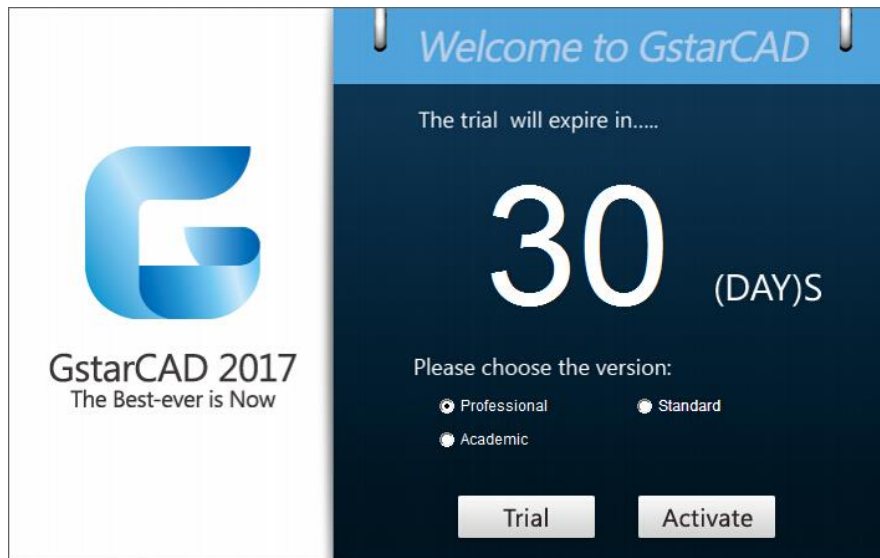 Welcome to GstarCAD
The trial will expire in.....
30 (DAY)S
GstarCAD 2017
The Best-ever is Now
Please choose the version:
Professional Standard
Academic
Trial Activate